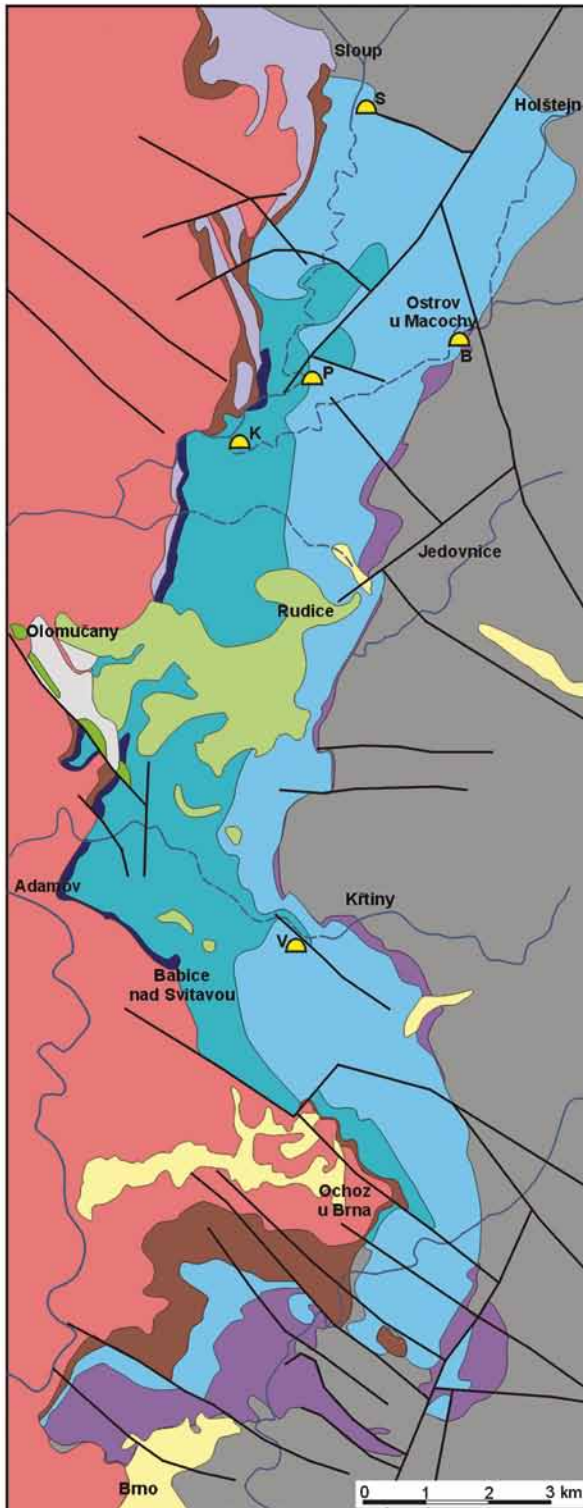 Sloup
S
Holštejn
Ostrov
u Macochy
B
P
K
Jedovnice
Rudice
Olomučany
Adamov
Křtiny
V
Babice
nad Svitavou
Ochoz
u Brna
Brno
0 1 2 3 km